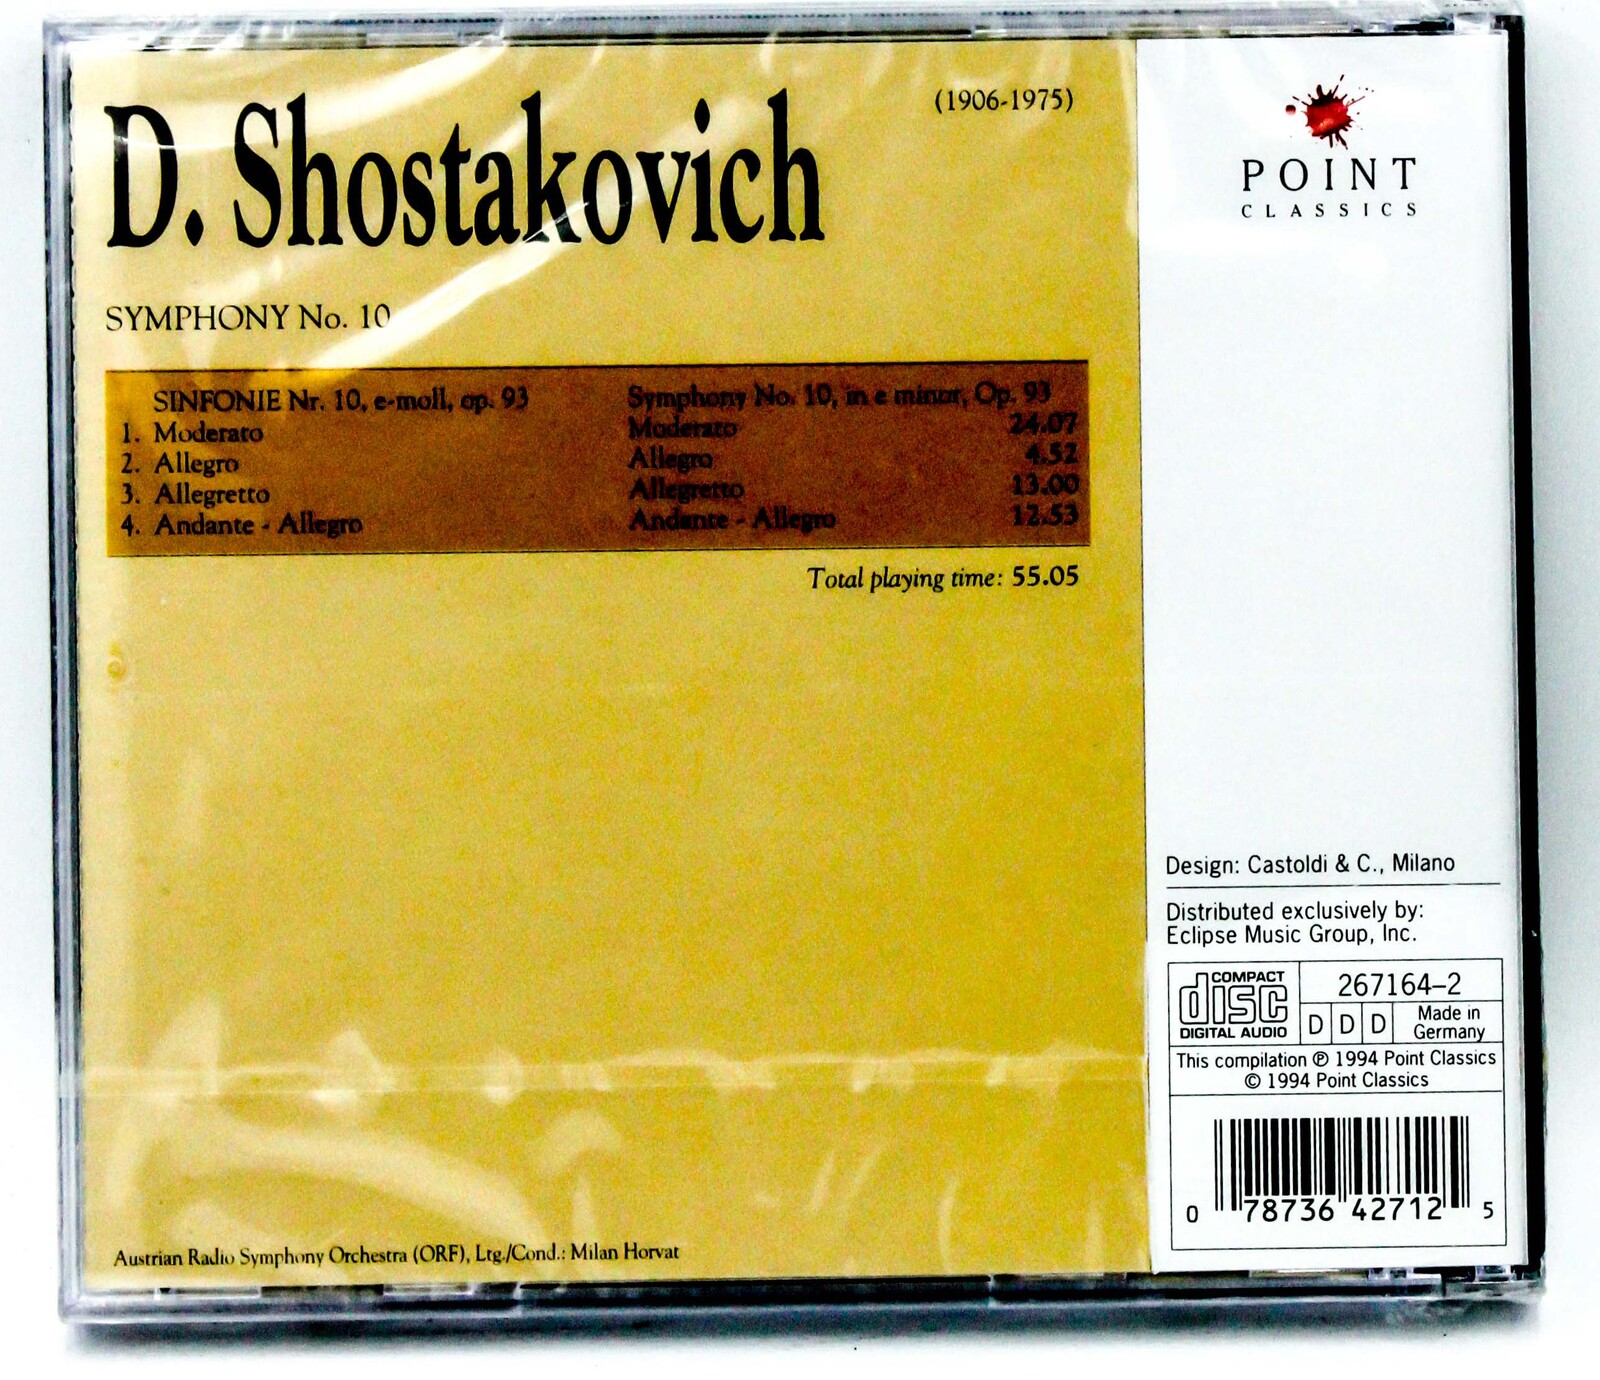 D. Shostakovich
(1906-1975)
SYMPHONY No. 10
SINFONIE Nr. 10, e-moll, op. 93 Symphony No. 10, in e minor, Op. 93
1. Moderato Moderato 24.07
2. Allegro Allegro 4.52
3. Allegretto Allegretto 13.00
4. Andante - Allegro Andante - Allegro 12.53
Total playing time: 55.05
Austrian Radio Symphony Orchestra (ORF), Ltg./Cond.: Milan Horvat
POINT
CLASSICS
Design: Castoldi & C., Milano
Distributed exclusively by:
Eclipse Music Group, Inc.
COMPACT
disc
DIGITAL AUDIO
267164-2
D D D
Made in
Germany
This compilation ℗ 1994 Point Classics
© 1994 Point Classics
0 78736 42712 5